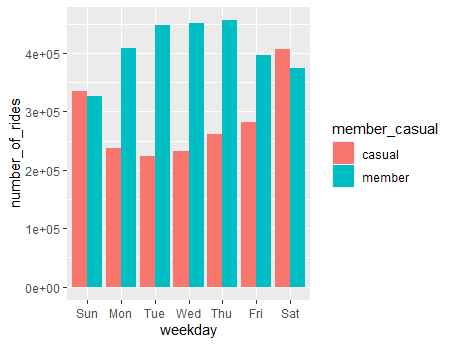 4e+05
3e+05
2e+05
1e+05
0e+00
number_of_rides
Sun Mon Tue Wed Thu Fri Sat
weekday
member_casual
casual
member